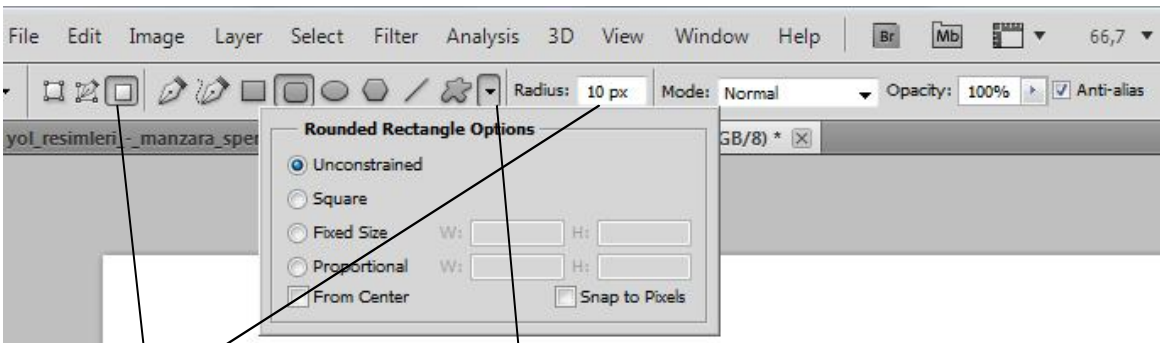 File Edit Image Layer Select Filter Analysis 3D View Window Help Br Mb 66,7
Radius: 10 px Mode: Normal Opacity: 100% Anti-alias
yol_resimleri_-_manzara_sper GB/8) *
Rounded Rectangle Options
Unconstrained
Square
Fixed Size W: H:
Proportional W: H:
From Center Snap to Pixels